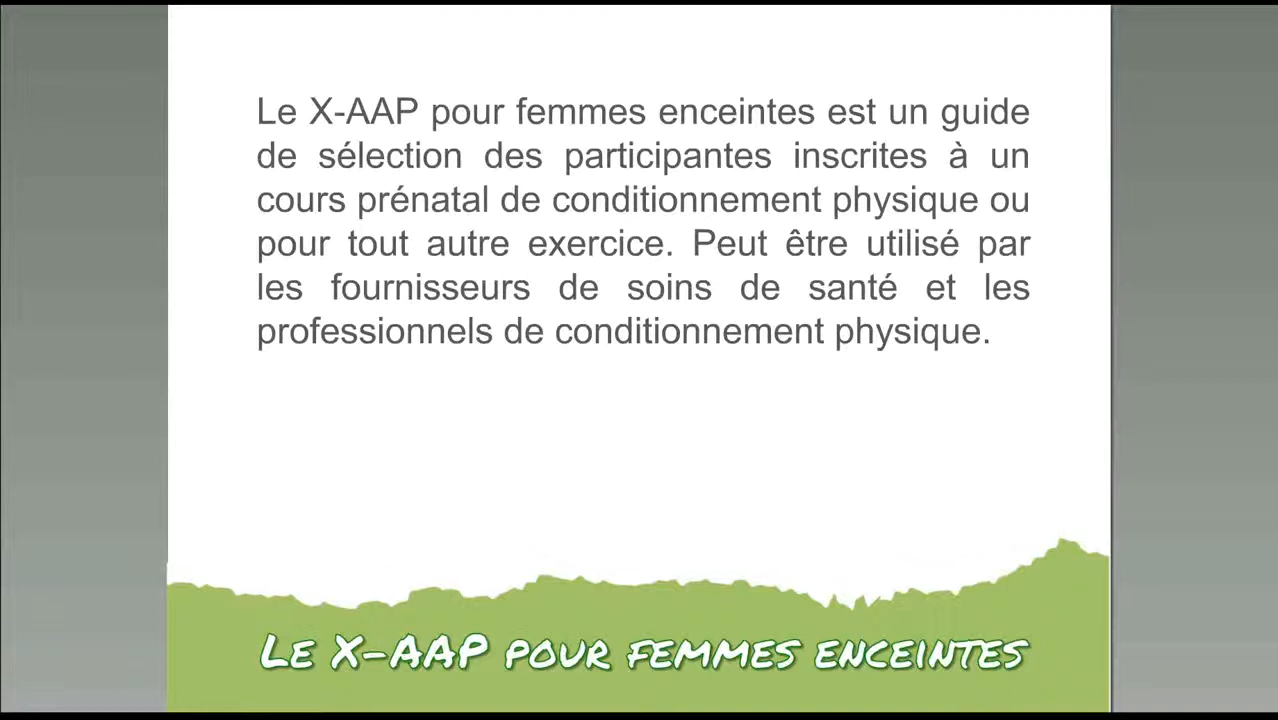 Le X-AAP pour femmes enceintes est un guide
de sélection des participantes inscrites à un
cours prénatal de conditionnement physique ou
pour tout autre exercice. Peut être utilisé par
les fournisseurs de soins de santé et les
professionnels de conditionnement physique.
Le X-AAP pour femmes enceintes